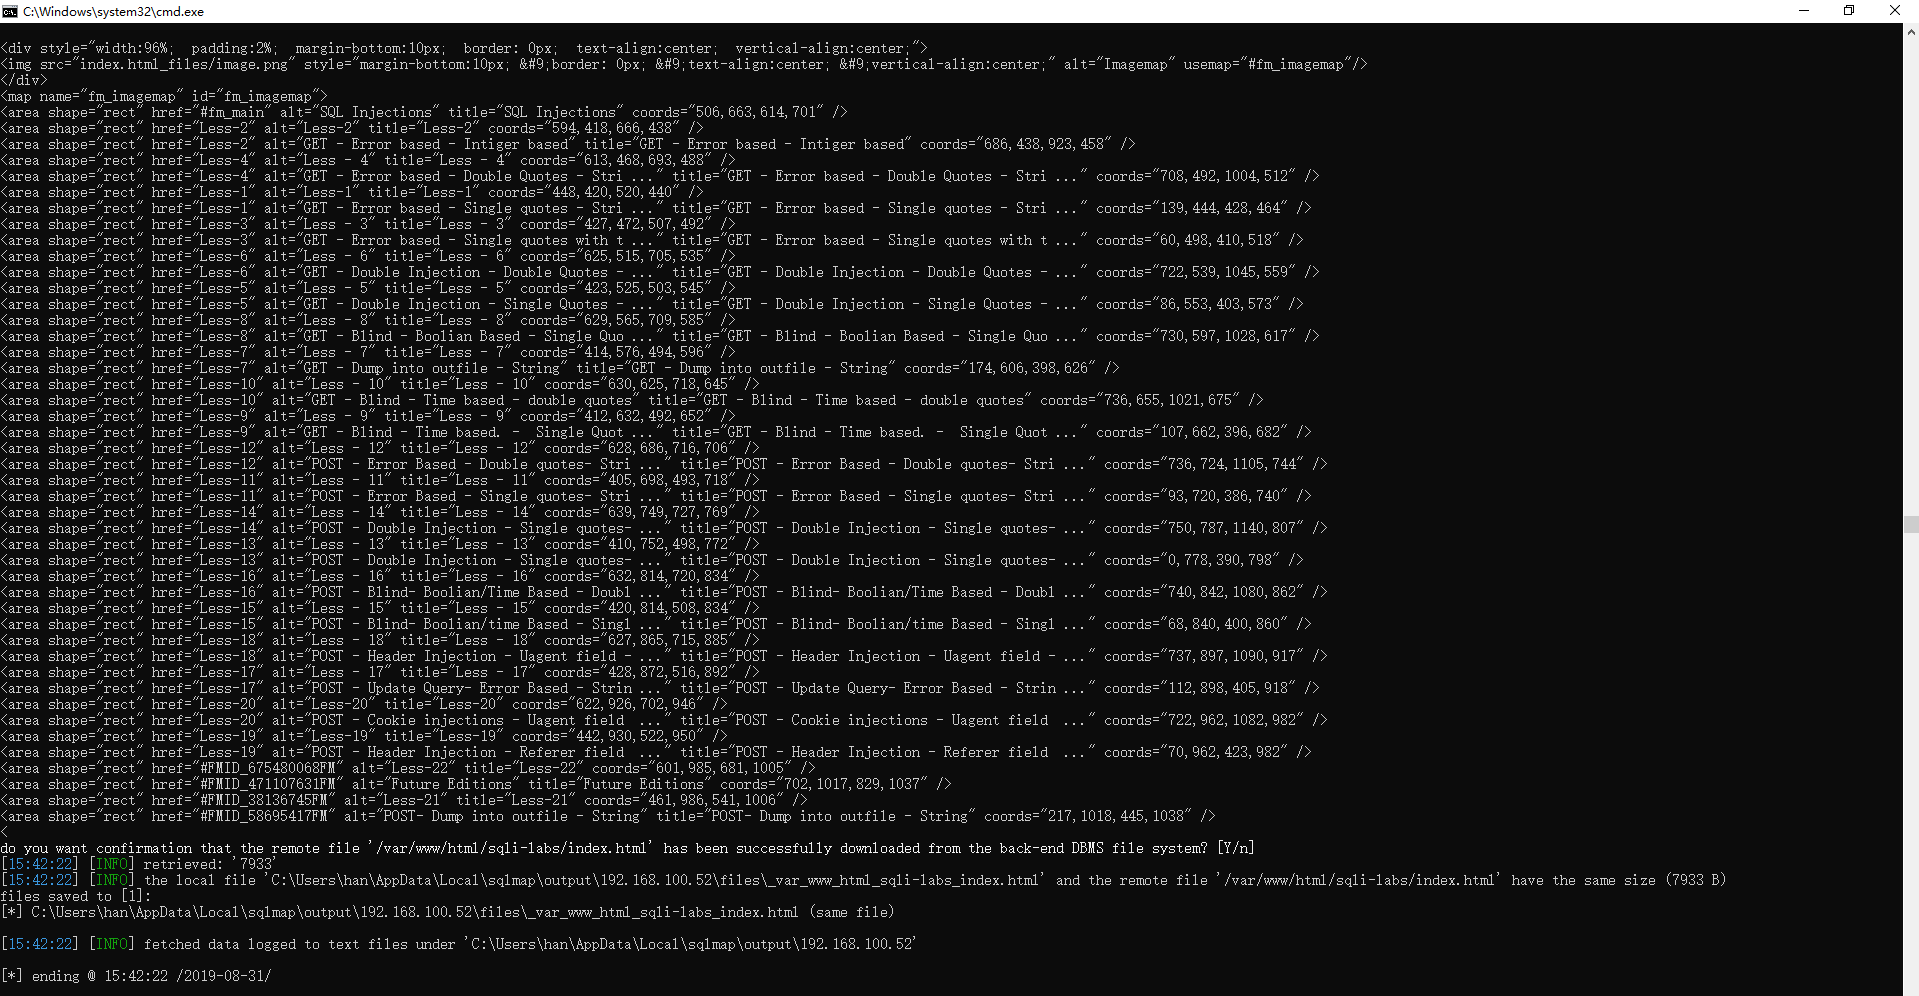 C:\Windows\system32\cmd.exe
<div style="width:96%;  padding:2%;  margin-bottom:10px;  border: 0px;  text-align:center;  vertical-align:center;">
<img src="index.html_files/image.png" style="margin-bottom:10px; &#9;border: 0px; &#9;text-align:center; &#9;vertical-align:center;" alt="Imagemap" usemap="#fm_imagemap"/>
</div>
<map name="fm_imagemap" id="fm_imagemap">
<area shape="rect" href="#fm_main" alt="SQL Injections" title="SQL Injections" coords="506,663,614,701" />
<area shape="rect" href="Less-2" alt="Less-2" title="Less-2" coords="594,418,666,438" />
<area shape="rect" href="Less-2" alt="GET - Error based - Intiger based" title="GET - Error based - Intiger based" coords="686,438,923,458" />
<area shape="rect" href="Less-4" alt="Less - 4" title="Less - 4" coords="613,468,693,488" />
<area shape="rect" href="Less-4" alt="GET - Error based - Double Quotes - Stri ..." title="GET - Error based - Double Quotes - Stri ..." coords="708,492,1004,512" />
<area shape="rect" href="Less-1" alt="Less-1" title="Less-1" coords="448,420,520,440" />
<area shape="rect" href="Less-1" alt="GET - Error based - Single quotes - Stri ..." title="GET - Error based - Single quotes - Stri ..." coords="139,444,428,464" />
<area shape="rect" href="Less-3" alt="Less - 3" title="Less - 3" coords="427,472,507,492" />
<area shape="rect" href="Less-3" alt="GET - Error based - Single quotes with t ..." title="GET - Error based - Single quotes with t ..." coords="60,498,410,518" />
<area shape="rect" href="Less-6" alt="Less - 6" title="Less - 6" coords="625,515,705,535" />
<area shape="rect" href="Less-6" alt="GET - Double Injection - Double Quotes - ..." title="GET - Double Injection - Double Quotes - ..." coords="722,539,1045,559" />
<area shape="rect" href="Less-5" alt="Less - 5" title="Less - 5" coords="423,525,503,545" />
<area shape="rect" href="Less-5" alt="GET - Double Injection - Single Quotes - ..." title="GET - Double Injection - Single Quotes - ..." coords="86,553,403,573" />
<area shape="rect" href="Less-8" alt="Less - 8" title="Less - 8" coords="629,565,709,585" />
<area shape="rect" href="Less-8" alt="GET - Blind - Boolian Based - Single Quo ..." title="GET - Blind - Boolian Based - Single Quo ..." coords="730,597,1028,617" />
<area shape="rect" href="Less-7" alt="Less - 7" title="Less - 7" coords="414,576,494,596" />
<area shape="rect" href="Less-7" alt="GET - Dump into outfile - String" title="GET - Dump into outfile - String" coords="174,606,398,626" />
<area shape="rect" href="Less-10" alt="Less - 10" title="Less - 10" coords="630,625,718,645" />
<area shape="rect" href="Less-10" alt="GET - Blind - Time based - double quotes" title="GET - Blind - Time based - double quotes" coords="736,655,1021,675" />
<area shape="rect" href="Less-9" alt="Less - 9" title="Less - 9" coords="412,632,492,652" />
<area shape="rect" href="Less-9" alt="GET - Blind - Time based. -  Single Quot ..." title="GET - Blind - Time based. -  Single Quot ..." coords="107,662,396,682" />
<area shape="rect" href="Less-12" alt="Less - 12" title="Less - 12" coords="628,686,716,706" />
<area shape="rect" href="Less-12" alt="POST - Error Based - Double quotes- Stri ..." title="POST - Error Based - Double quotes- Stri ..." coords="736,724,1105,744" />
<area shape="rect" href="Less-11" alt="Less - 11" title="Less - 11" coords="405,698,493,718" />
<area shape="rect" href="Less-11" alt="POST - Error Based - Single quotes- Stri ..." title="POST - Error Based - Single quotes- Stri ..." coords="93,720,386,740" />
<area shape="rect" href="Less-14" alt="Less - 14" title="Less - 14" coords="639,749,727,769" />
<area shape="rect" href="Less-14" alt="POST - Double Injection - Single quotes- ..." title="POST - Double Injection - Single quotes- ..." coords="750,787,1140,807" />
<area shape="rect" href="Less-13" alt="Less - 13" title="Less - 13" coords="410,752,498,772" />
<area shape="rect" href="Less-13" alt="POST - Double Injection - Single quotes- ..." title="POST - Double Injection - Single quotes- ..." coords="0,778,390,798" />
<area shape="rect" href="Less-16" alt="Less - 16" title="Less - 16" coords="632,814,720,834" />
<area shape="rect" href="Less-16" alt="POST - Blind- Boolian/Time Based - Doubl ..." title="POST - Blind- Boolian/Time Based - Doubl ..." coords="740,842,1080,862" />
<area shape="rect" href="Less-15" alt="Less - 15" title="Less - 15" coords="420,814,508,834" />
<area shape="rect" href="Less-15" alt="POST - Blind- Boolian/time Based - Singl ..." title="POST - Blind- Boolian/time Based - Singl ..." coords="68,840,400,860" />
<area shape="rect" href="Less-18" alt="Less - 18" title="Less - 18" coords="627,865,715,885" />
<area shape="rect" href="Less-18" alt="POST - Header Injection - Uagent field - ..." title="POST - Header Injection - Uagent field - ..." coords="737,897,1090,917" />
<area shape="rect" href="Less-17" alt="Less - 17" title="Less - 17" coords="428,872,516,892" />
<area shape="rect" href="Less-17" alt="POST - Update Query- Error Based - Strin ..." title="POST - Update Query- Error Based - Strin ..." coords="112,898,405,918" />
<area shape="rect" href="Less-20" alt="Less-20" title="Less-20" coords="622,926,702,946" />
<area shape="rect" href="Less-20" alt="POST - Cookie injections - Uagent field  ..." title="POST - Cookie injections - Uagent field  ..." coords="722,962,1082,982" />
<area shape="rect" href="Less-19" alt="Less-19" title="Less-19" coords="442,930,522,950" />
<area shape="rect" href="Less-19" alt="POST - Header Injection - Referer field  ..." title="POST - Header Injection - Referer field  ..." coords="70,962,423,982" />
<area shape="rect" href="#FMID_675480068FM" alt="Less-22" title="Less-22" coords="601,985,681,1005" />
<area shape="rect" href="#FMID_471107631FM" alt="Future Editions" title="Future Editions" coords="702,1017,829,1037" />
<area shape="rect" href="#FMID_38136745FM" alt="Less-21" title="Less-21" coords="461,986,541,1006" />
<area shape="rect" href="#FMID_58695417FM" alt="POST- Dump into outfile - String" title="POST- Dump into outfile - String" coords="217,1018,445,1038" />
<
do you want confirmation that the remote file '/var/www/html/sqli-labs/index.html' has been successfully downloaded from the back-end DBMS file system? [Y/n]
[15:42:22] [INFO] retrieved: '7933'
[15:42:22] [INFO] the local file 'C:\Users\han\AppData\Local\sqlmap\output\192.168.100.52\files\_var_www_html_sqli-labs_index.html' and the remote file '/var/www/html/sqli-labs/index.html' have the same size (7933 B)
files saved to [1]:
[*] C:\Users\han\AppData\Local\sqlmap\output\192.168.100.52\files\_var_www_html_sqli-labs_index.html (same file)
[15:42:22] [INFO] fetched data logged to text files under 'C:\Users\han\AppData\Local\sqlmap\output\192.168.100.52'
[*] ending @ 15:42:22 /2019-08-31/